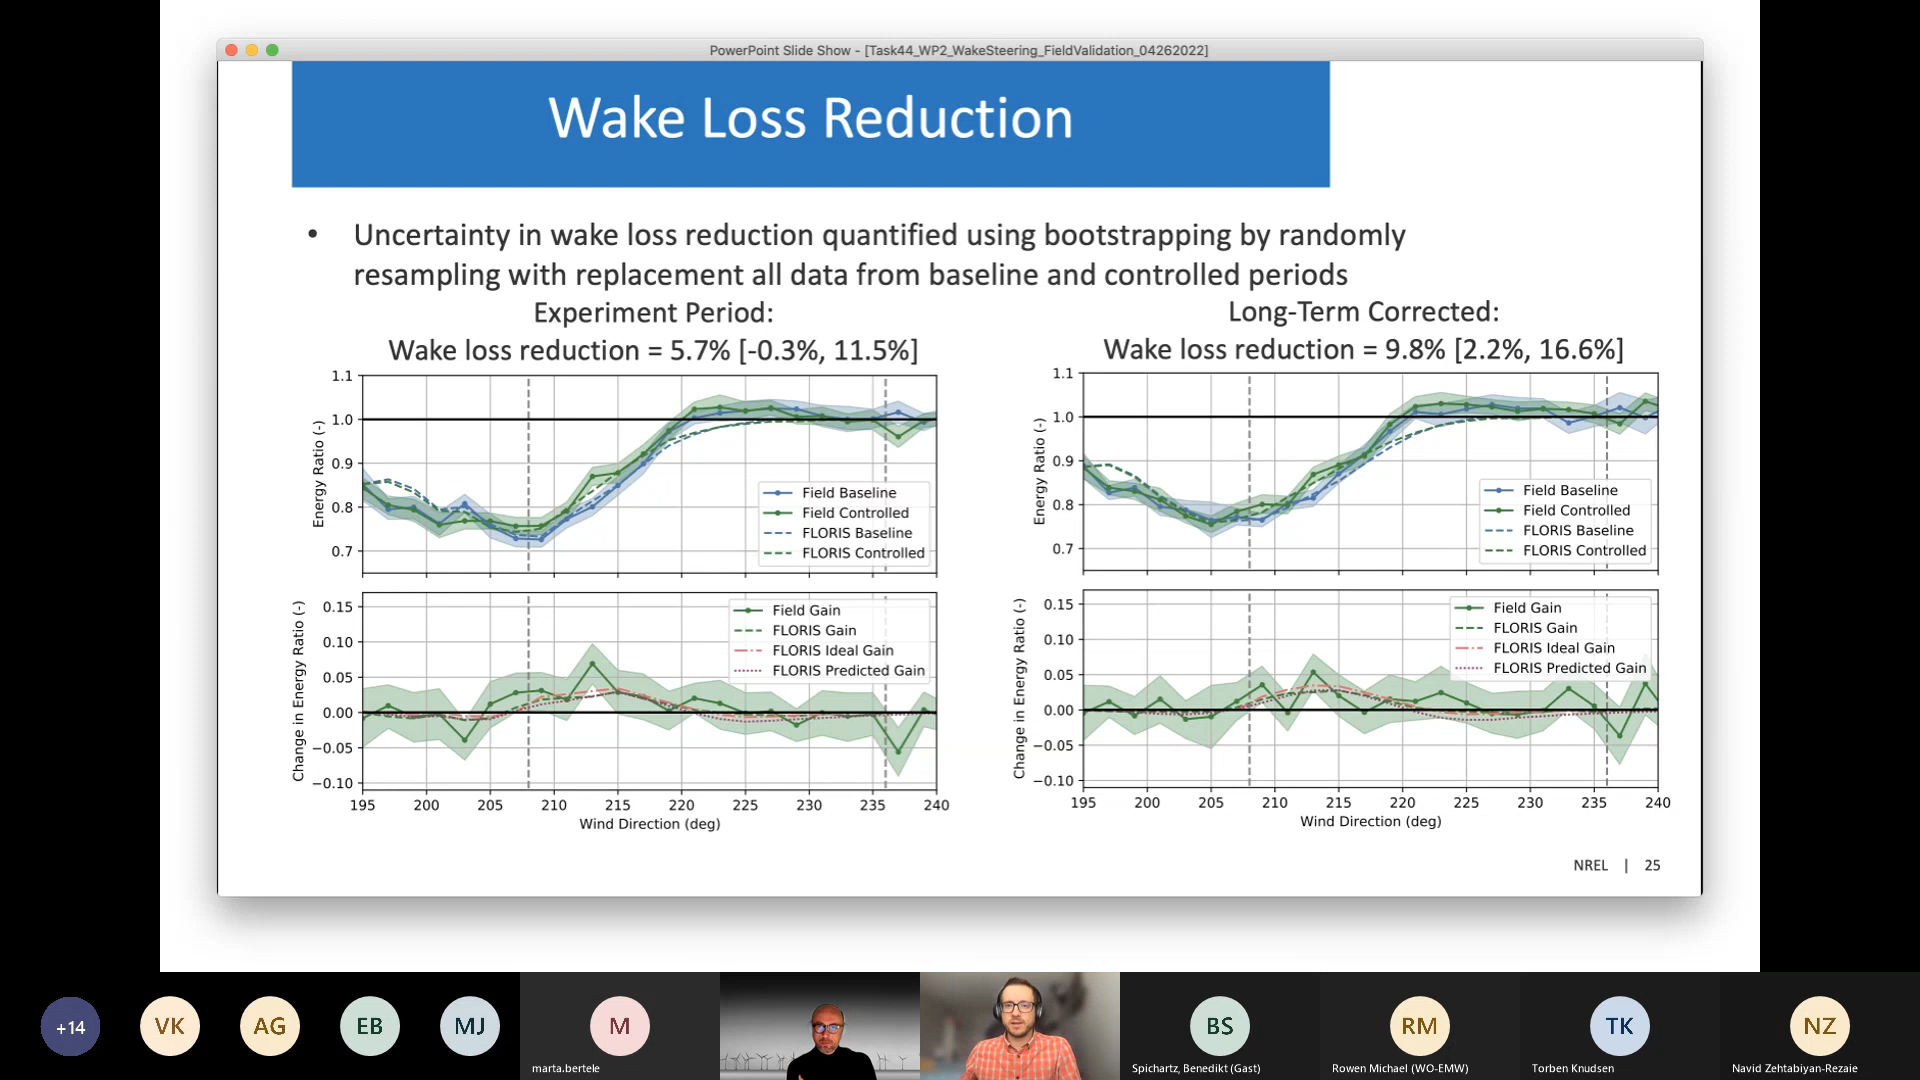 PowerPoint Slide Show - [Task44_WP2_WakeSteering_FieldValidation_04262022]
Wake Loss Reduction
• Uncertainty in wake loss reduction quantified using bootstrapping by randomly
resampling with replacement all data from baseline and controlled periods
Experiment Period:
Wake loss reduction = 5.7% [-0.3%, 11.5%]
1.1
1.0
0.9
0.8
0.7
Energy Ratio (-)
Field Baseline
Field Controlled
FLORIS Baseline
FLORIS Controlled
0.15
0.10
0.05
0.00
−0.05
−0.10
Change in Energy Ratio (-)
Field Gain
FLORIS Gain
FLORIS Ideal Gain
FLORIS Predicted Gain
195 200 205 210 215 220 225 230 235 240
Wind Direction (deg)
Long-Term Corrected:
Wake loss reduction = 9.8% [2.2%, 16.6%]
1.1
1.0
0.9
0.8
0.7
Energy Ratio (-)
Field Baseline
Field Controlled
FLORIS Baseline
FLORIS Controlled
0.15
0.10
0.05
0.00
−0.05
−0.10
Change in Energy Ratio (-)
Field Gain
FLORIS Gain
FLORIS Ideal Gain
FLORIS Predicted Gain
195 200 205 210 215 220 225 230 235 240
Wind Direction (deg)
NREL | 25
+14
VK
AG
EB
MJ
M
marta.bertele
BS
Spichartz, Benedikt (Gast)
RM
Rowen Michael (WO-EMW)
TK
Torben Knudsen
NZ
Navid Zehtabiyan-Rezaie